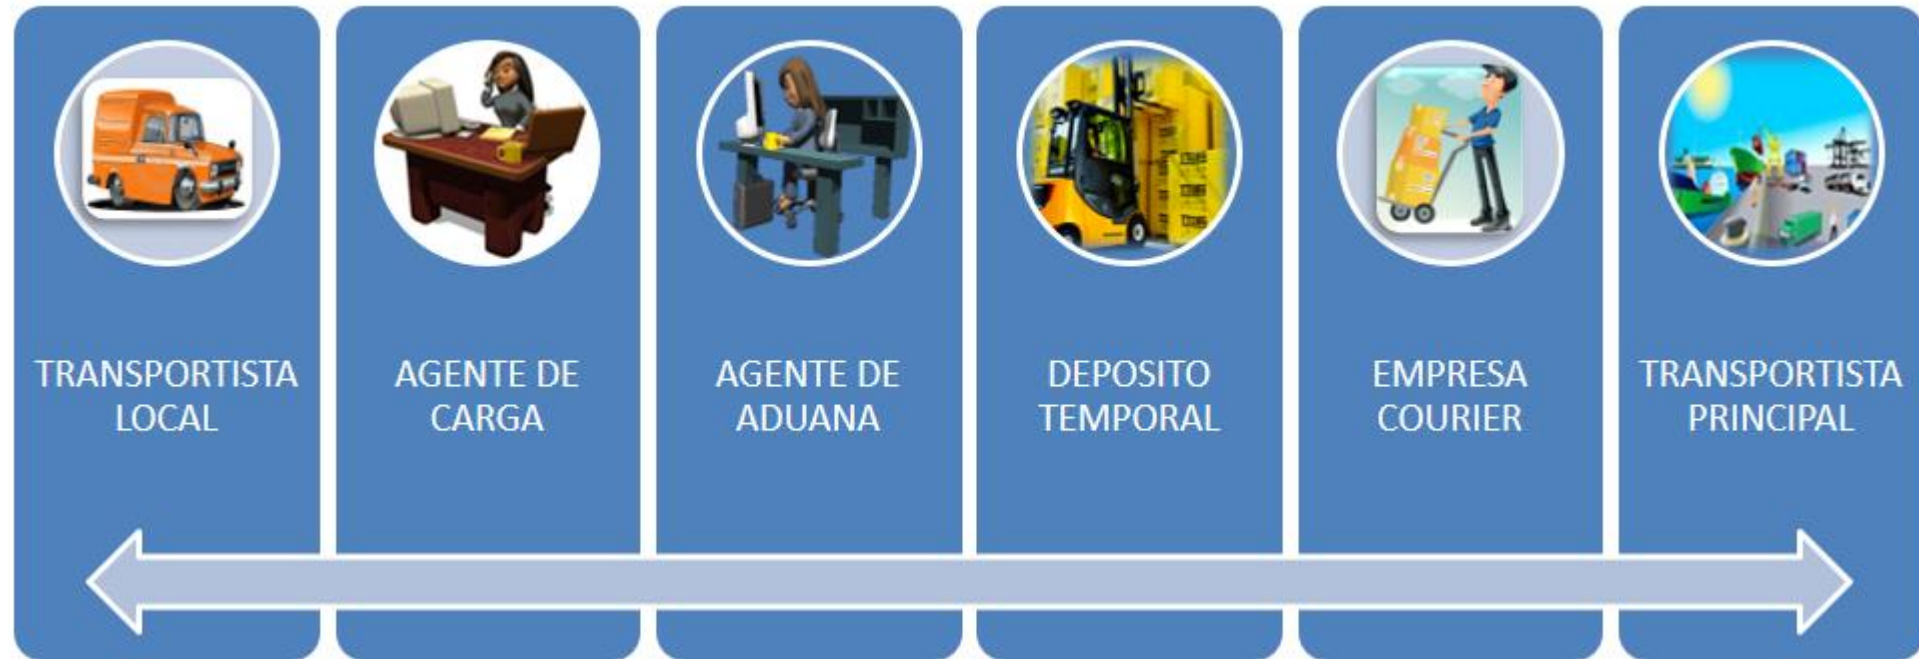 TRANSPORTISTA
LOCAL
AGENTE DE
CARGA
AGENTE DE
ADUANA
DEPOSITO
TEMPORAL
EMPRESA
COURIER
TRANSPORTISTA
PRINCIPAL